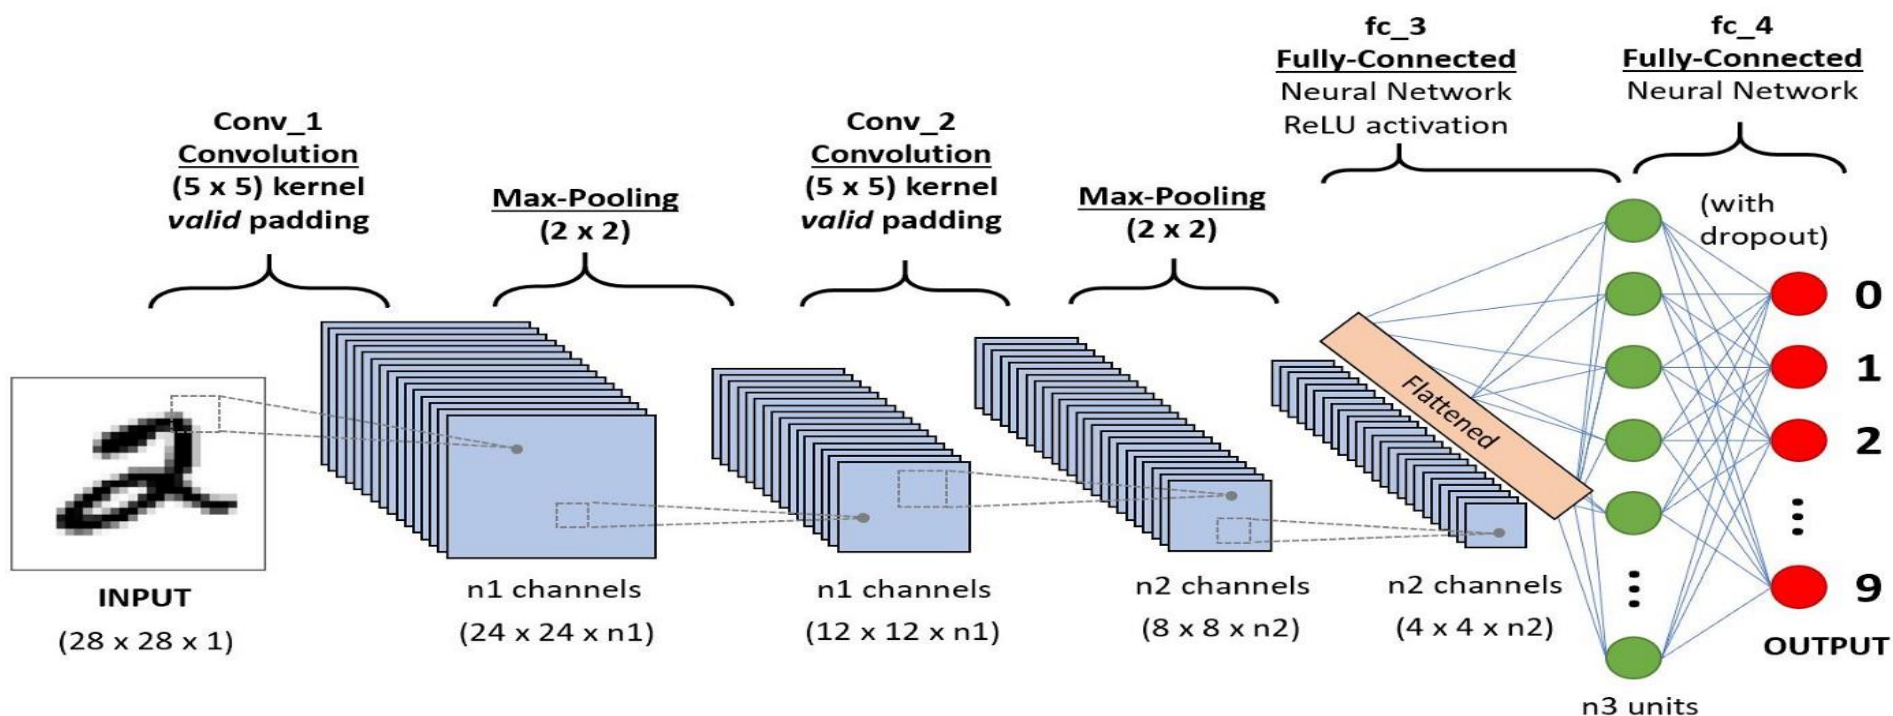 Conv_1
Convolution
(5 x 5) kernel
valid padding
Max-Pooling
(2 x 2)
Conv_2
Convolution
(5 x 5) kernel
valid padding
Max-Pooling
(2 x 2)
fc_3
Fully-Connected
Neural Network
ReLU activation
fc_4
Fully-Connected
Neural Network
(with
dropout)
2
Flattened
0
1
2
9
INPUT
(28 x 28 x 1)
n1 channels
(24 x 24 x n1)
n1 channels
(12 x 12 x n1)
n2 channels
(8 x 8 x n2)
n2 channels
(4 x 4 x n2)
n3 units
OUTPUT